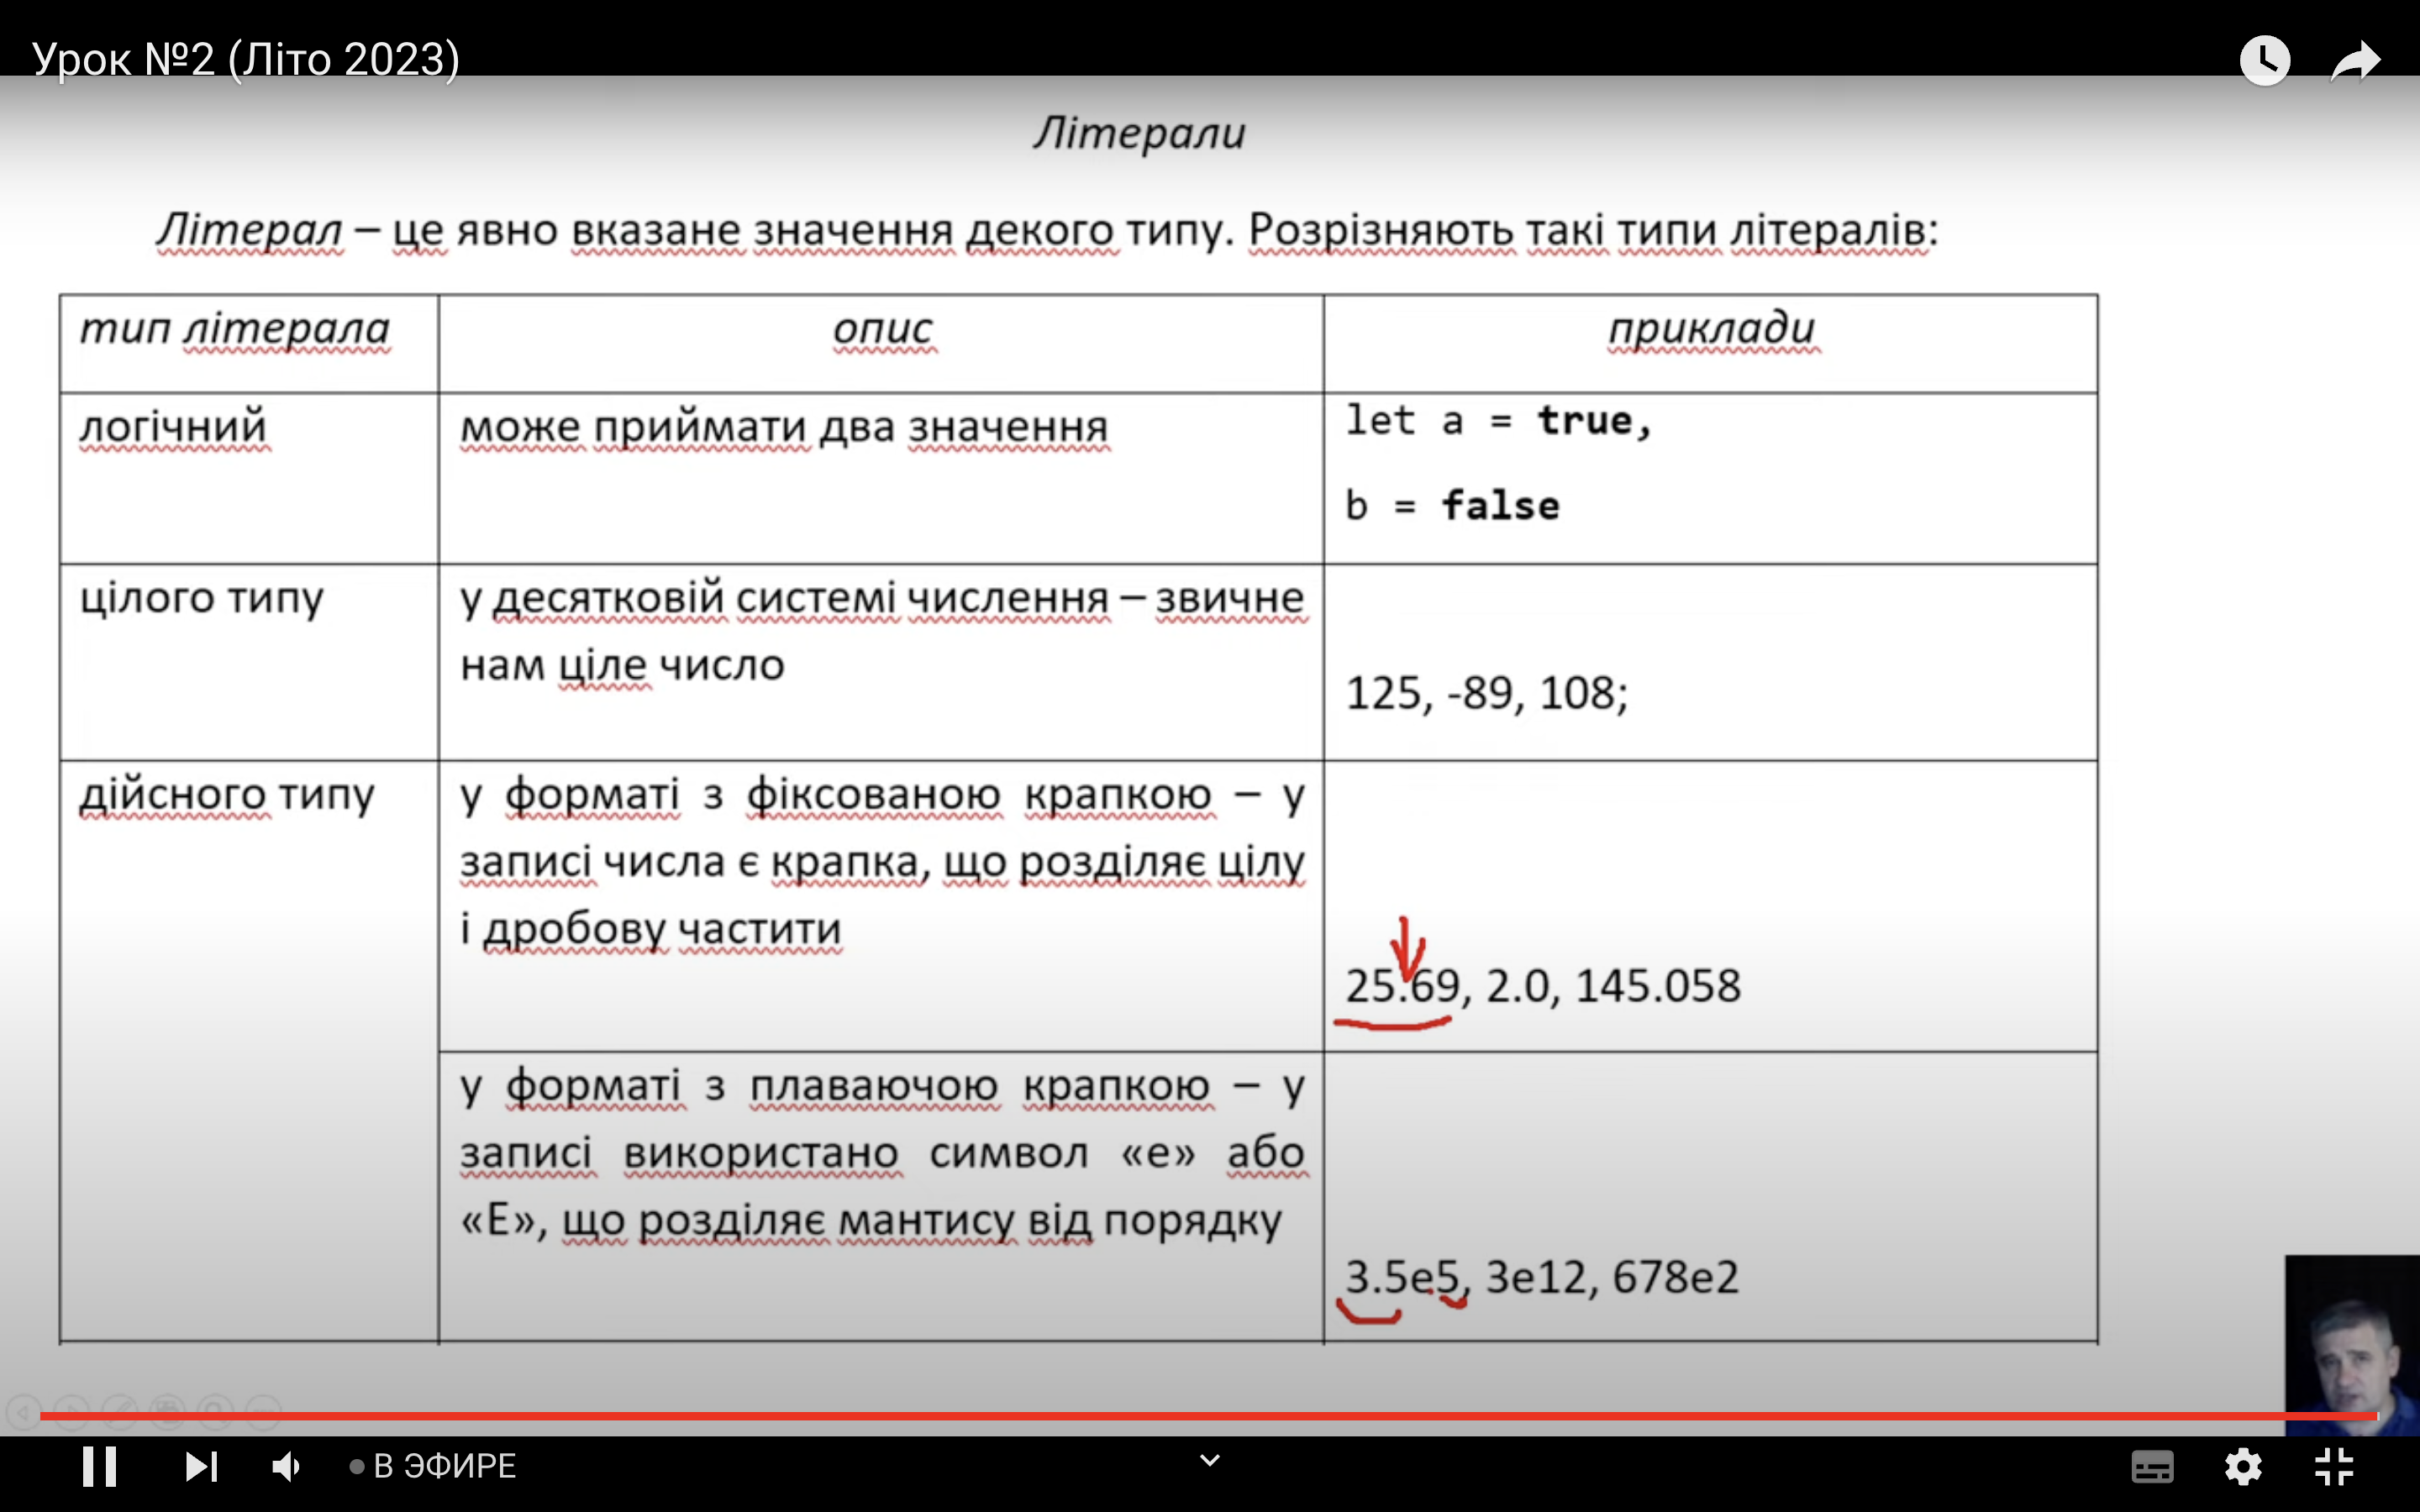 Урок №2 (Літо 2023)
Літерали
Літерал – це явно вказане значення декого типу. Розрізняють такі типи літералів:
тип літерала
опис
приклади
логічний
може приймати два значення
let a = true,
b = false
цілого типу
у десятковій системі числення – звичне
нам ціле число
125, -89, 108;
дійсного типу
у форматі з фіксованою крапкою – у
записі числа є крапка, що розділяє цілу
і дробову частити
25.69, 2.0, 145.058
у форматі з плаваючою крапкою – у
записі використано символ «e» або
«E», що розділяє мантису від порядку
3.5e5, 3e12, 678e2
В ЭФИРЕ